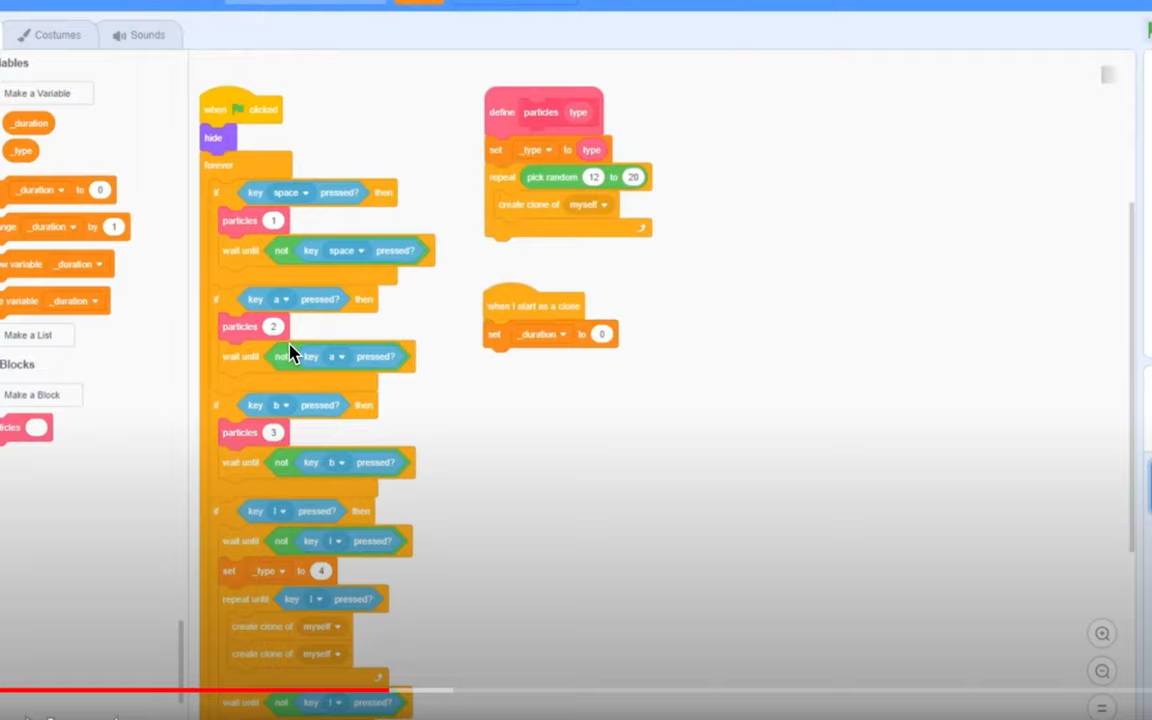 Costumes
Sounds
iables
Make a Variable
_duration
_type
_duration to 0
nge _duration by 1
w variable _duration
e variable _duration
Make a List
Blocks
Make a Block
icles
when clicked
hide
forever
if key space pressed? then
particles 1
wait until not key space pressed?
if key a pressed? then
particles 2
wait until not key a pressed?
if key b pressed? then
particles 3
wait until not key b pressed?
if key l pressed? then
wait until not key l pressed?
set _type to 4
repeat until key l pressed?
create clone of myself
create clone of myself
wait until not key l pressed?
define particles type
set _type to type
repeat pick random 12 to 20
create clone of myself
when I start as a clone
set _duration to 0